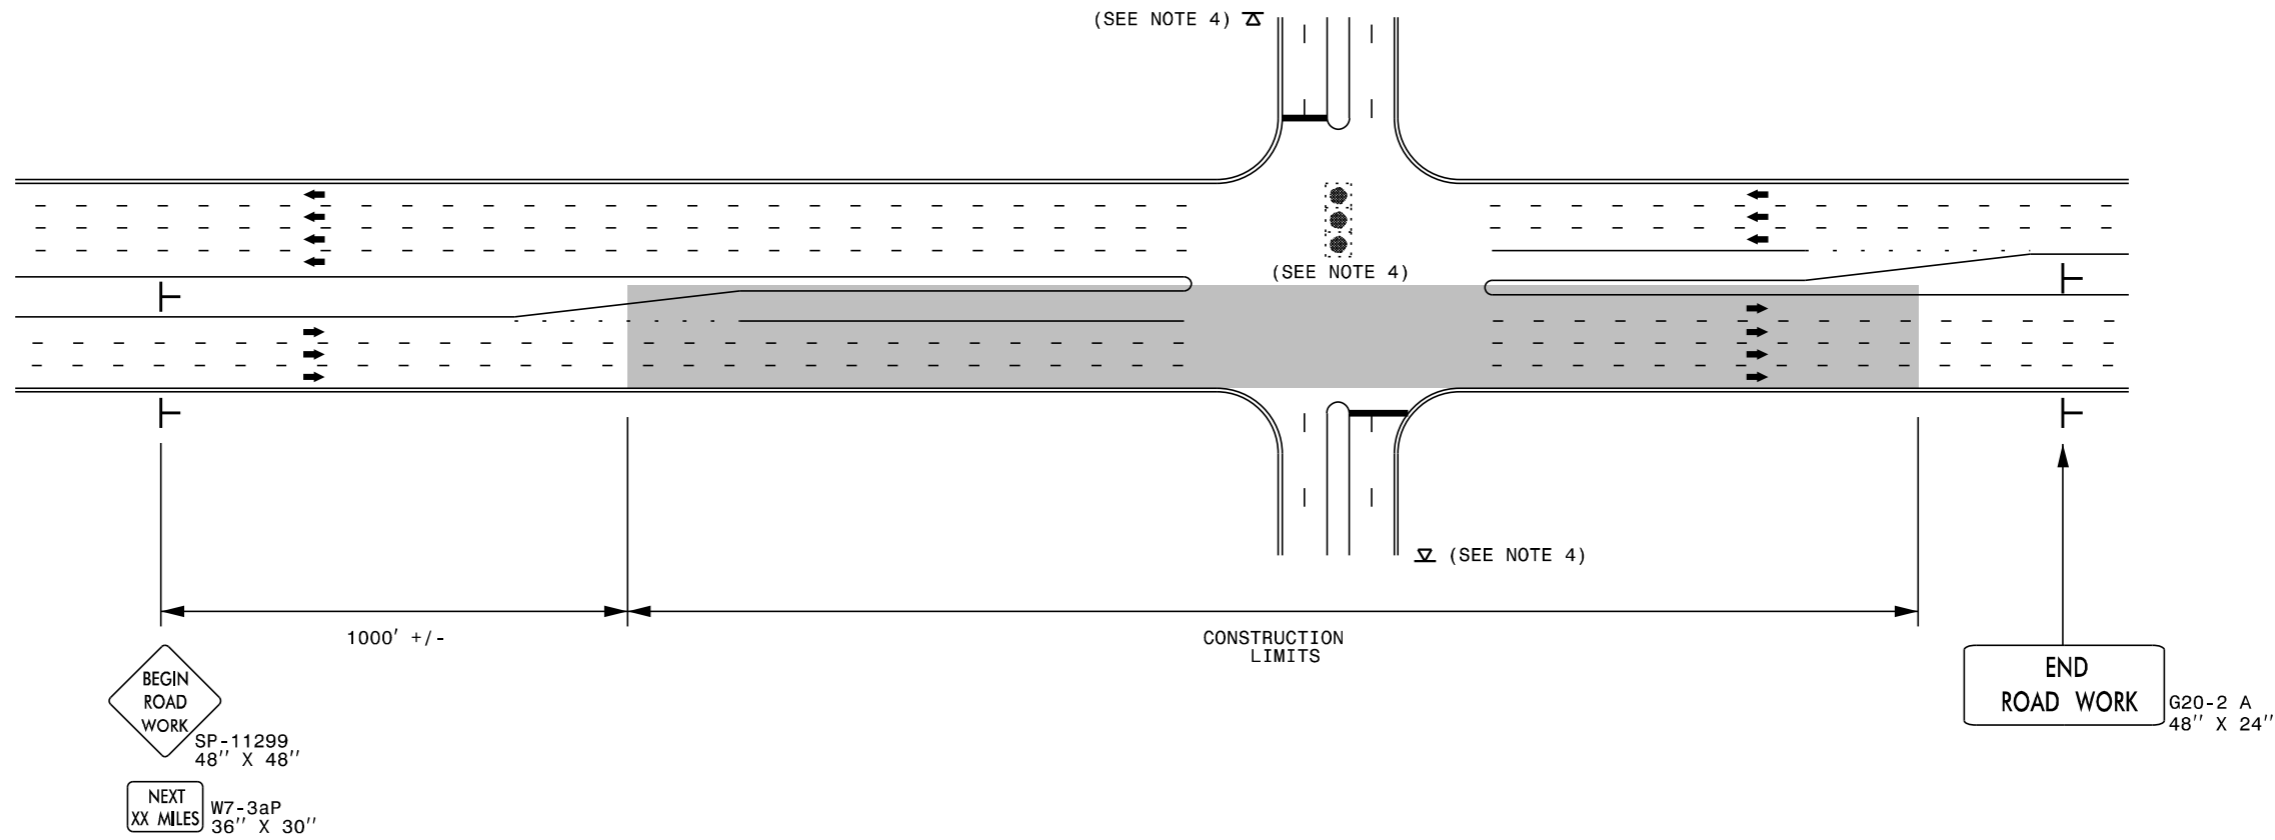 (SEE NOTE 4)
(SEE NOTE 4)
(SEE NOTE 4)
1000' +/-
CONSTRUCTION
LIMITS
BEGIN
ROAD
WORK
SP-11299
48'' X 48''
NEXT
XX MILES
W7-3aP
36'' X 30''
END
ROAD WORK
G20-2 A
48'' X 24''